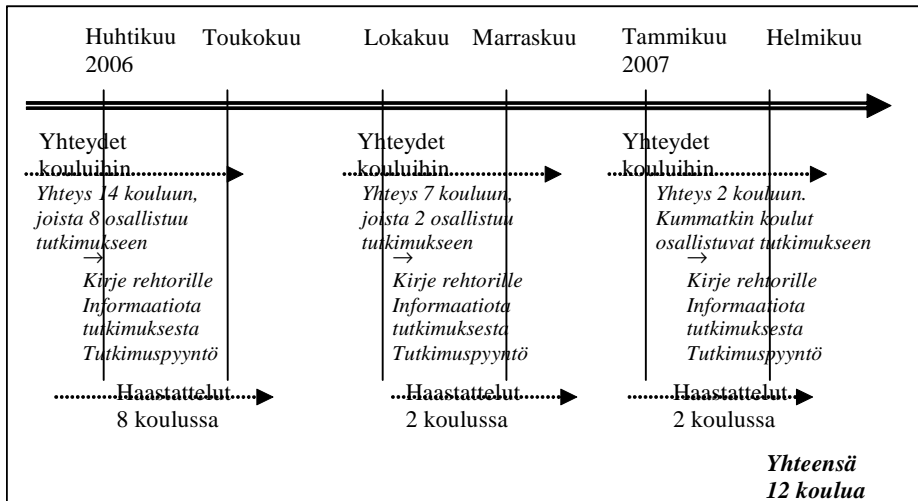 Huhtikuu Toukokuu Lokakuu Marraskuu Tammikuu Helmikuu
2006 2007
Yhteydet
kouluihin
Yhteys 14 kouluun,
joista 8 osallistuu
tutkimukseen
→
Kirje rehtorille
Informaatiota
tutkimuksesta
Tutkimuspyyntö
Haastattelut
8 koulussa
Yhteydet
kouluihin
Yhteys 7 kouluun,
joista 2 osallistuu
tutkimukseen
→
Kirje rehtorille
Informaatiota
tutkimuksesta
Tutkimuspyyntö
Haastattelut
2 koulussa
Yhteydet
kouluihin
Yhteys 2 kouluun.
Kummatkin koulut
osallistuvat tutkimukseen
→
Kirje rehtorille
Informaatiota
tutkimuksesta
Tutkimuspyyntö
Haastattelut
2 koulussa
Yhteensä
12 koulua